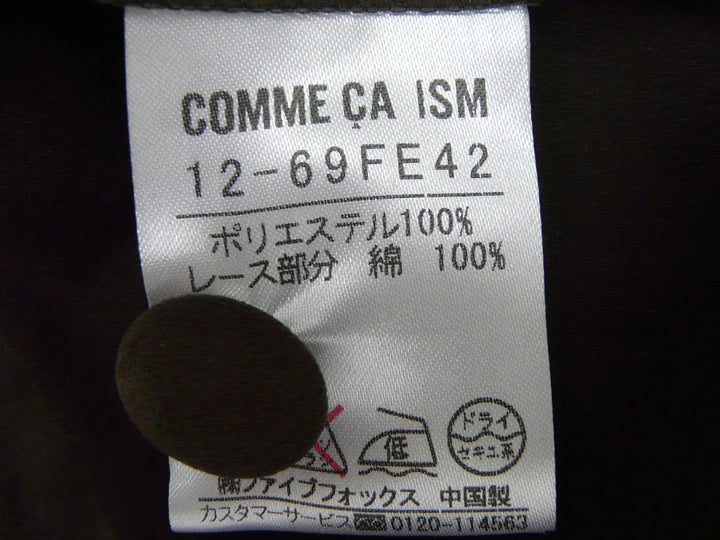 COMME ÇA ISM
12-69FE42
ポリエステル100%
レース部分 綿 100%
低
ドライ
セキユ系
㈱ファイブフォックス 中国製
カスタマーサービス 0120-114563